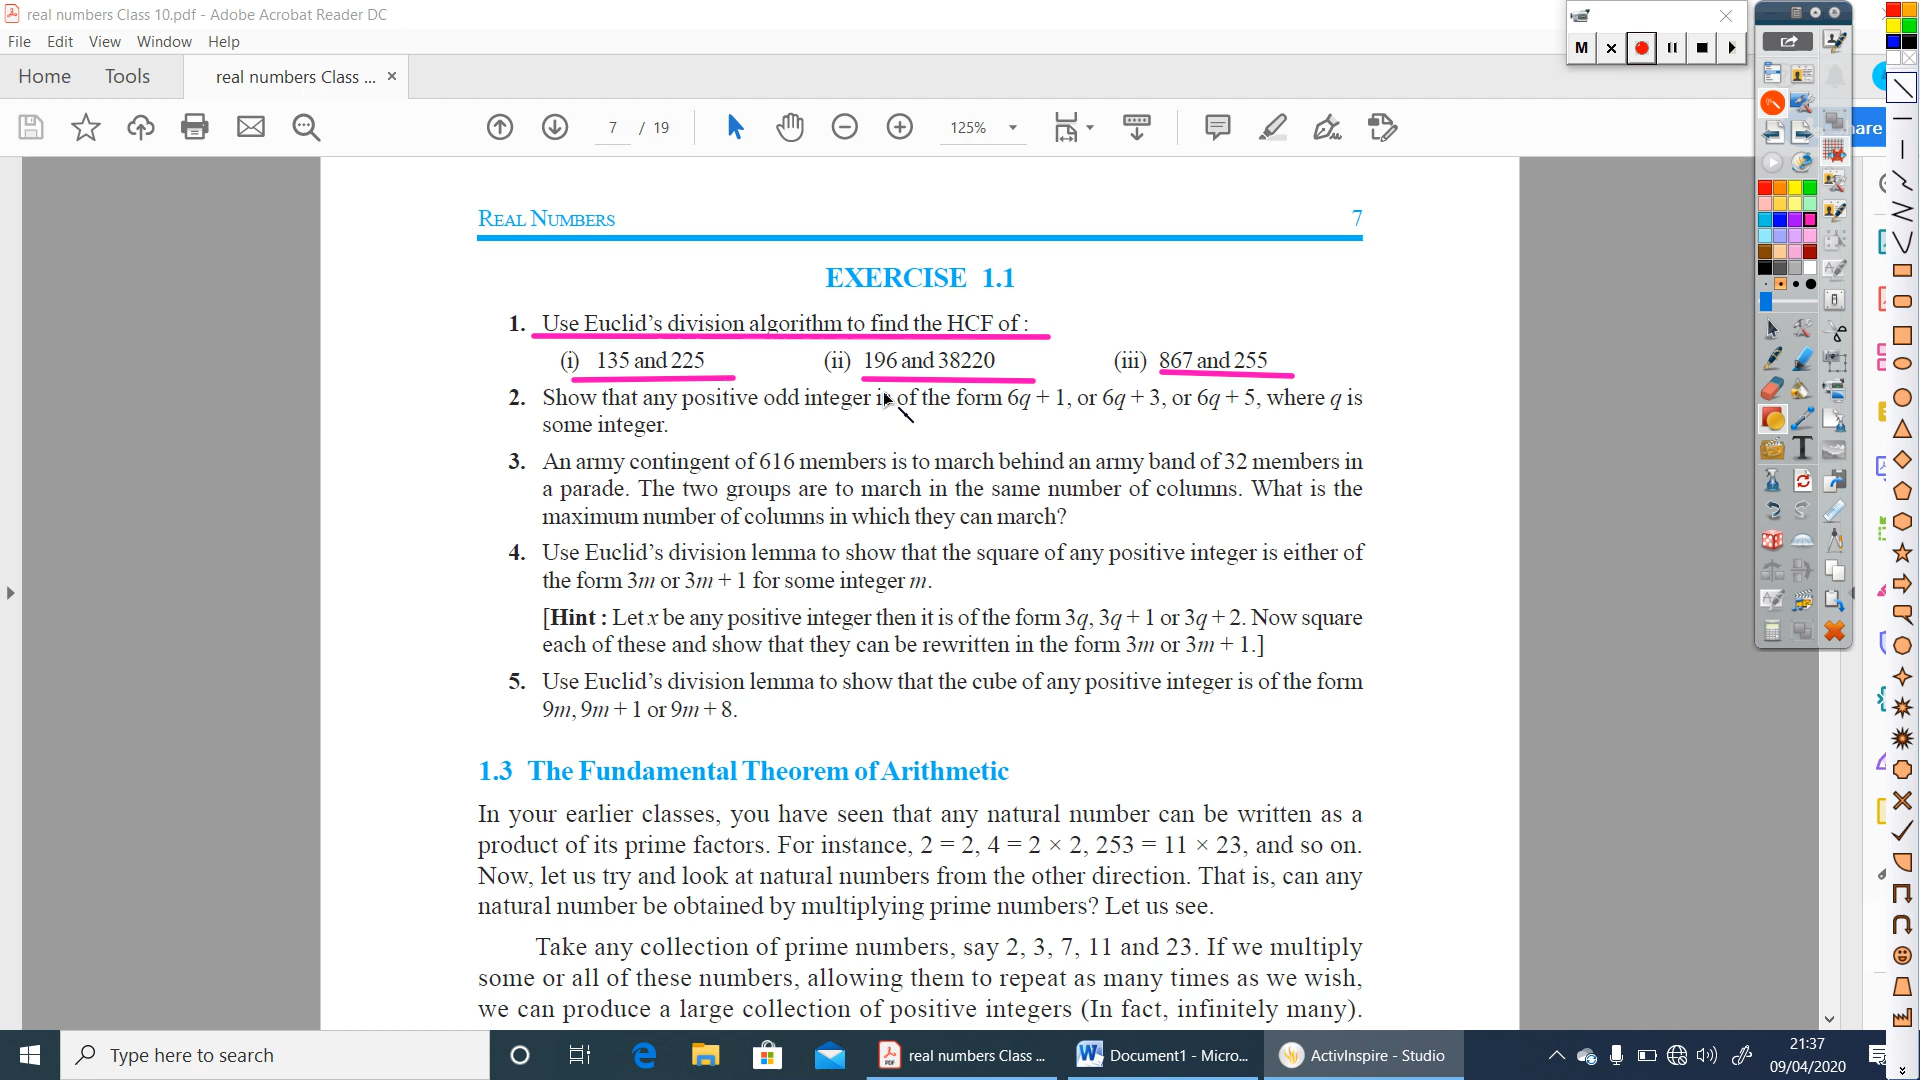 real numbers Class 10.pdf - Adobe Acrobat Reader DC
File Edit View Window Help
M
Home Tools real numbers Class ... ×
7 / 19 125%
are
REAL NUMBERS 7
EXERCISE 1.1
1. Use Euclid's division algorithm to find the HCF of :
(i) 135 and 225 (ii) 196 and 38220 (iii) 867 and 255
2. Show that any positive odd integer is of the form 6q + 1, or 6q + 3, or 6q + 5, where q is
some integer.
3. An army contingent of 616 members is to march behind an army band of 32 members in
a parade. The two groups are to march in the same number of columns. What is the
maximum number of columns in which they can march?
4. Use Euclid's division lemma to show that the square of any positive integer is either of
the form 3m or 3m + 1 for some integer m.
[Hint : Let x be any positive integer then it is of the form 3q, 3q + 1 or 3q + 2. Now square
each of these and show that they can be rewritten in the form 3m or 3m + 1.]
5. Use Euclid's division lemma to show that the cube of any positive integer is of the form
9m, 9m + 1 or 9m + 8.
1.3 The Fundamental Theorem of Arithmetic
In your earlier classes, you have seen that any natural number can be written as a
product of its prime factors. For instance, 2 = 2, 4 = 2 × 2, 253 = 11 × 23, and so on.
Now, let us try and look at natural numbers from the other direction. That is, can any
natural number be obtained by multiplying prime numbers? Let us see.
Take any collection of prime numbers, say 2, 3, 7, 11 and 23. If we multiply
some or all of these numbers, allowing them to repeat as many times as we wish,
we can produce a large collection of positive integers (In fact, infinitely many).
Type here to search
real numbers Class ...
Document1 - Micro...
ActivInspire - Studio
21:37
09/04/2020